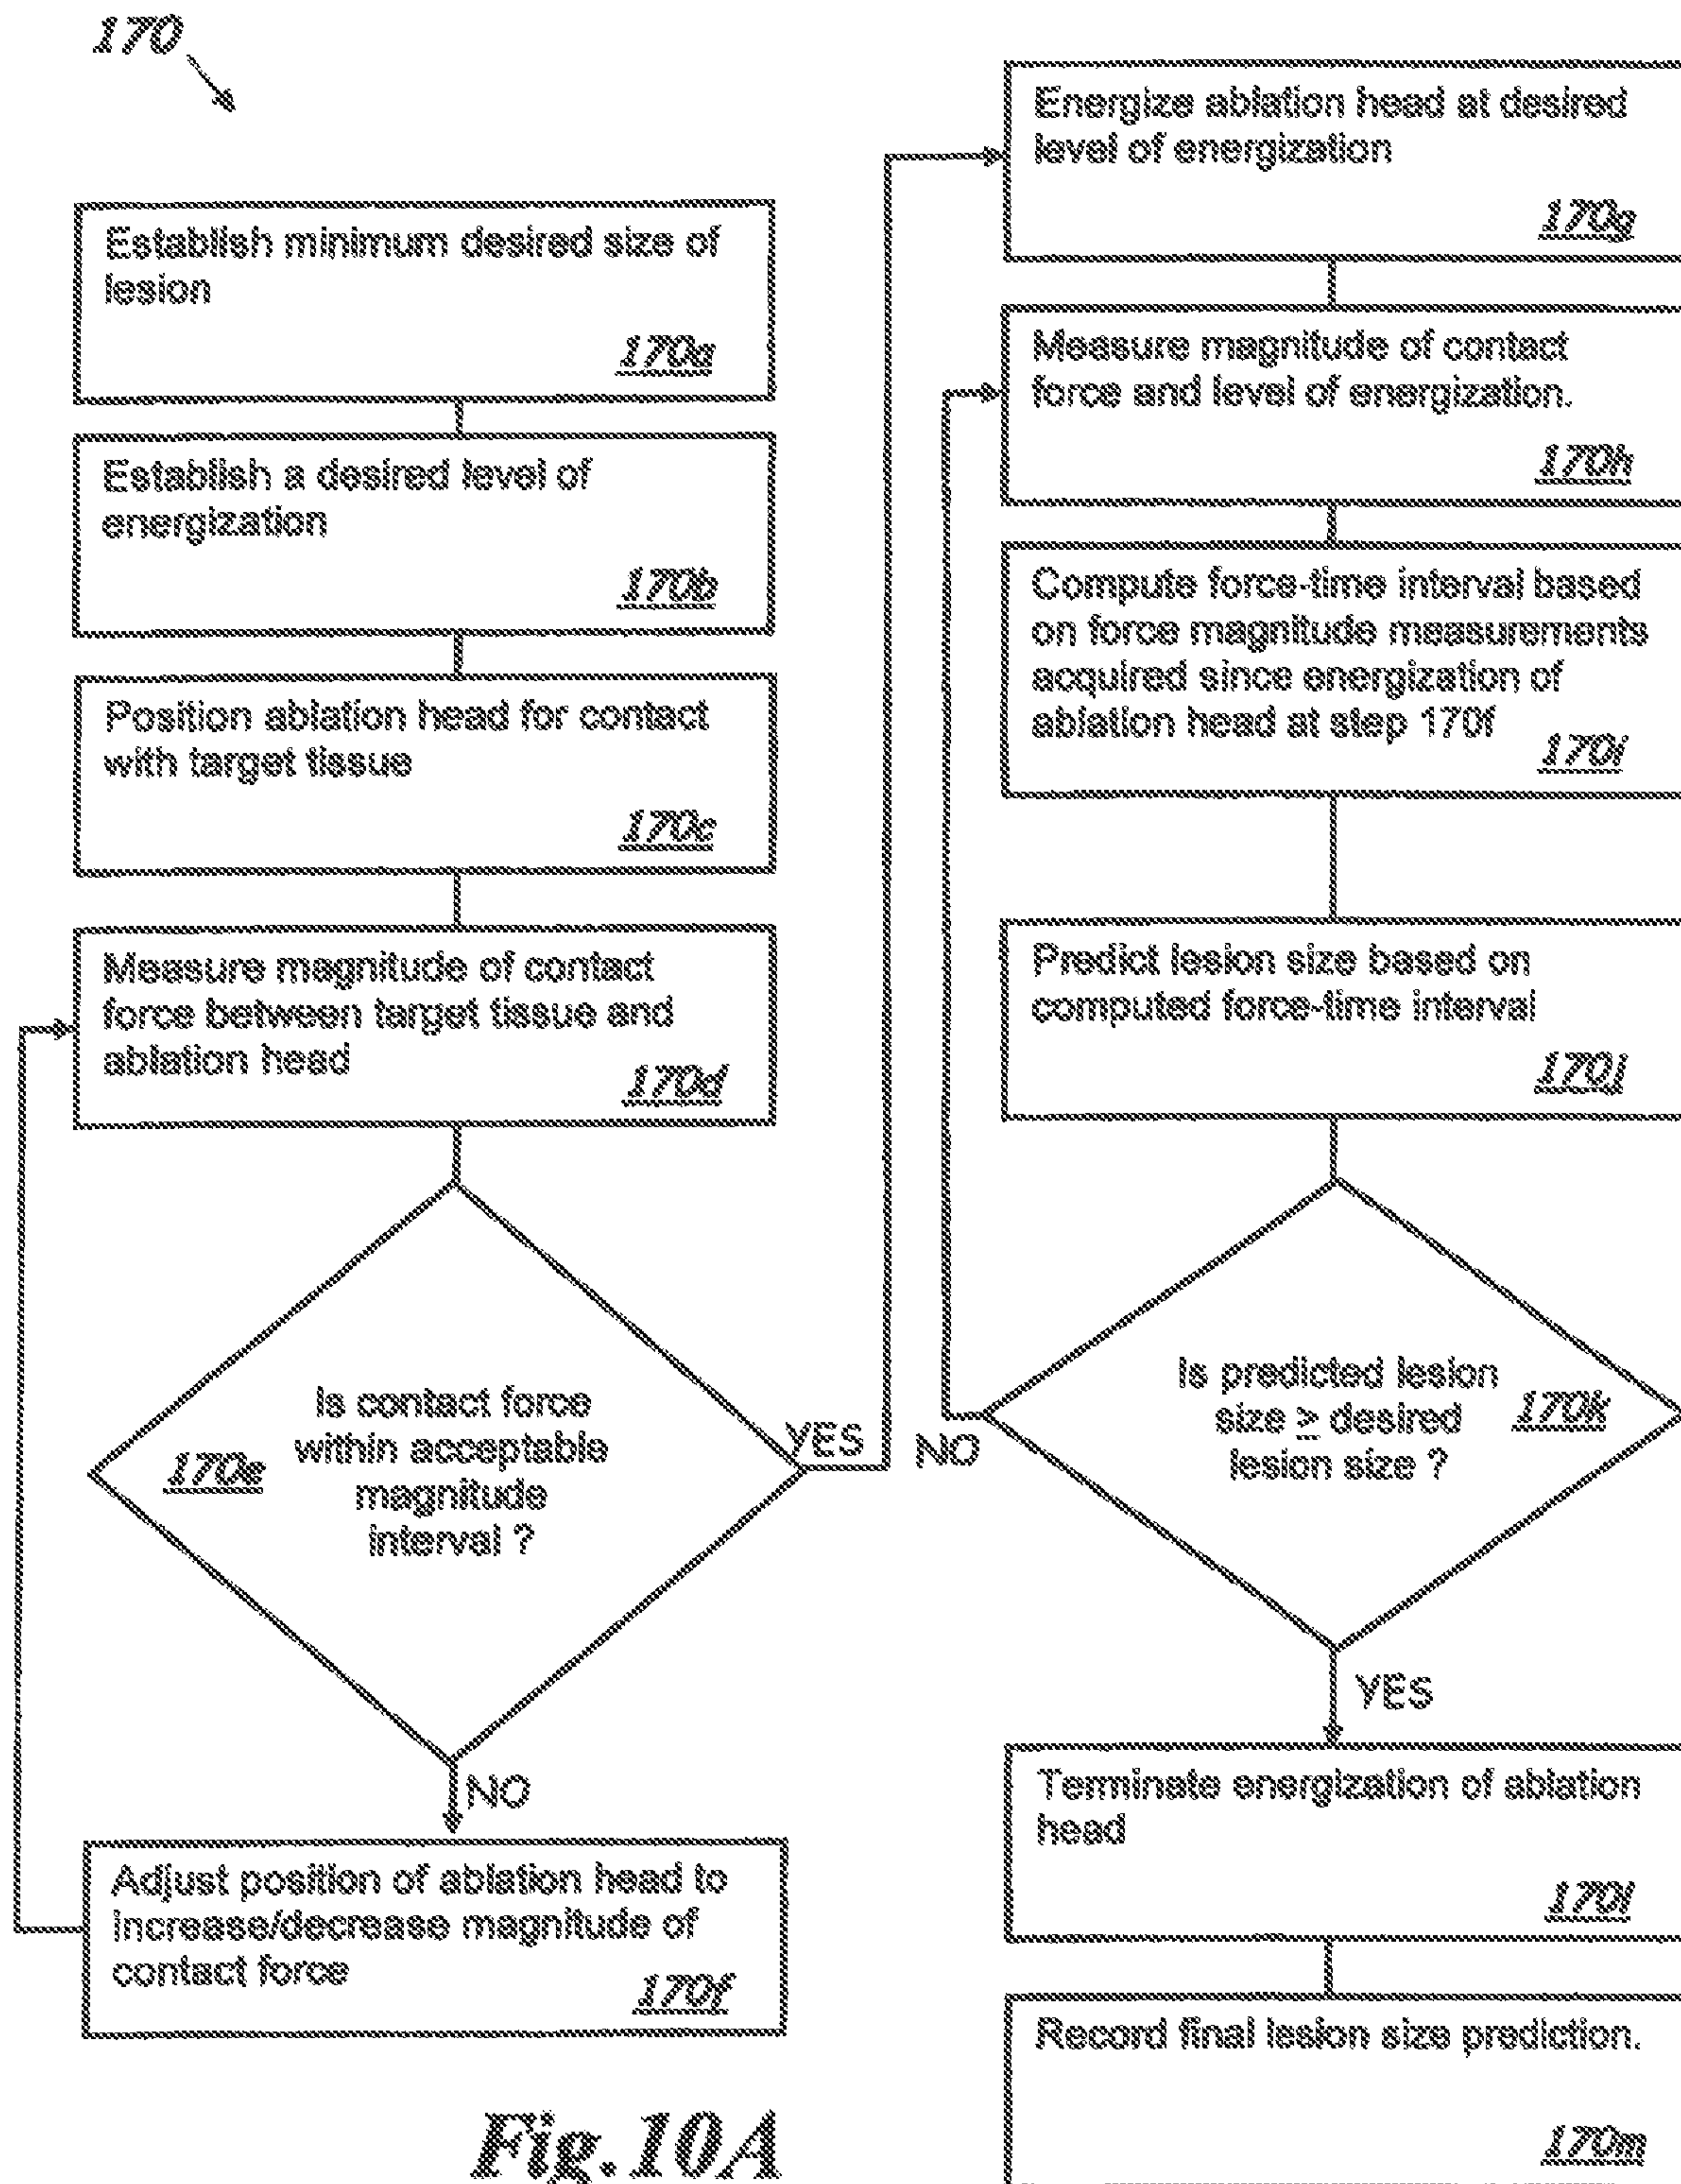 170
Establish minimum desired size of
lesion
170a
Establish a desired level of
energization
170b
Position ablation head for contact
with target tissue
170c
Measure magnitude of contact
force between target tissue and
ablation head
170d
Is contact force
within acceptable
magnitude
interval ?
170e
YES
NO
Adjust position of ablation head to
increase/decrease magnitude of
contact force
170f
Energize ablation head at desired
level of energization
170g
Measure magnitude of contact
force and level of energization.
170h
Compute force-time interval based
on force magnitude measurements
acquired since energization of
ablation head at step 170f
170i
Predict lesion size based on
computed force-time interval
170j
Is predicted lesion
size ≥ desired
lesion size ?
170k
NO
YES
Terminate energization of ablation
head
170l
Record final lesion size prediction.
170m
Fig. 10A